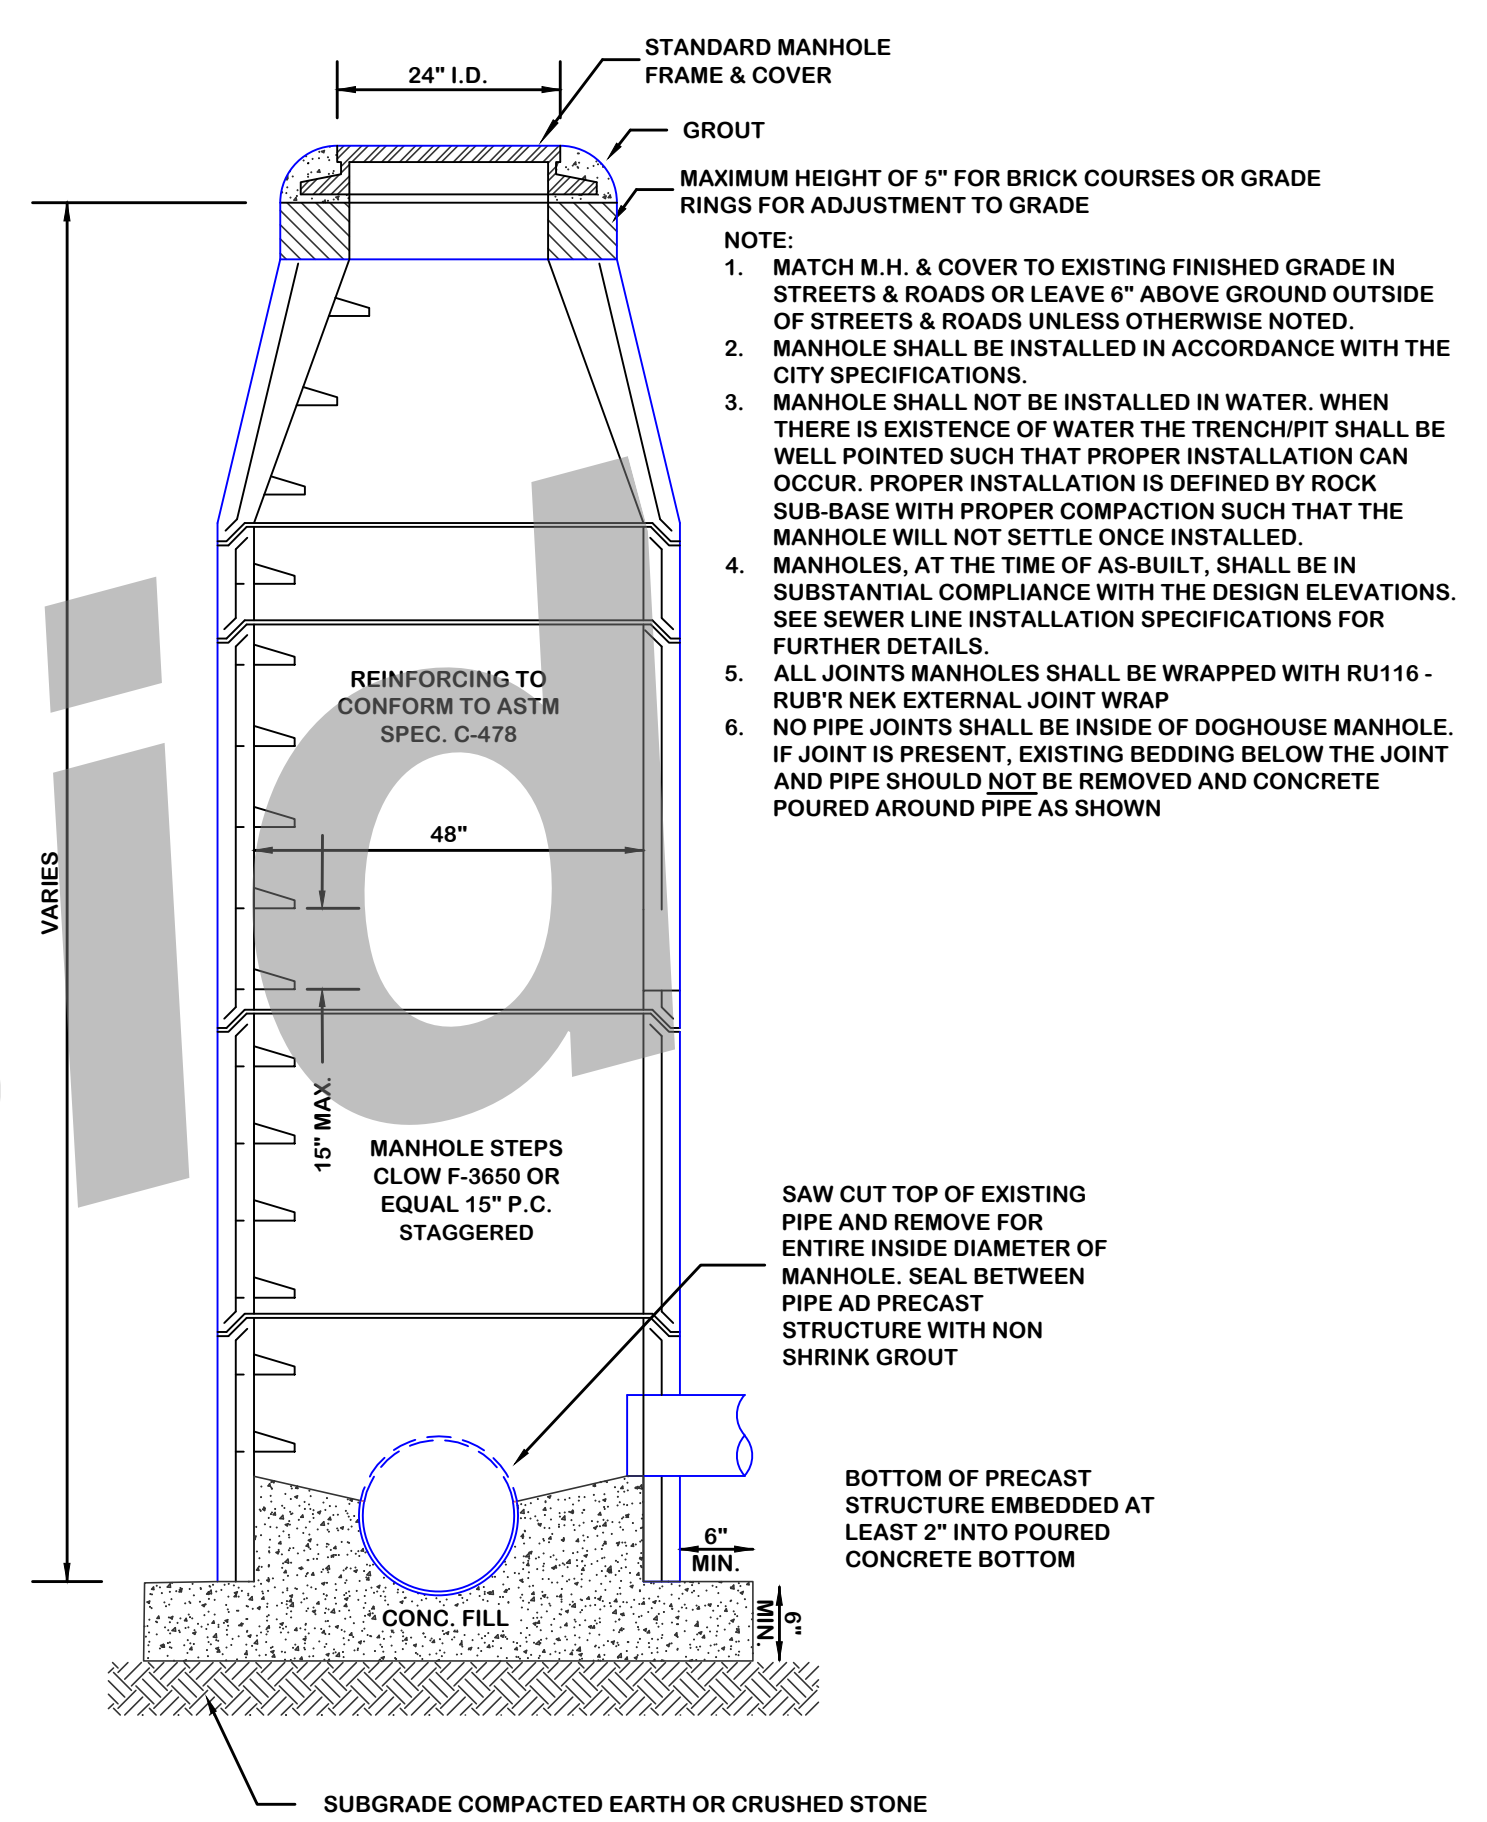 STANDARD MANHOLE
FRAME & COVER
24" I.D.
GROUT
MAXIMUM HEIGHT OF 5" FOR BRICK COURSES OR GRADE
RINGS FOR ADJUSTMENT TO GRADE
NOTE:
1. MATCH M.H. & COVER TO EXISTING FINISHED GRADE IN
STREETS & ROADS OR LEAVE 6" ABOVE GROUND OUTSIDE
OF STREETS & ROADS UNLESS OTHERWISE NOTED.
2. MANHOLE SHALL BE INSTALLED IN ACCORDANCE WITH THE
CITY SPECIFICATIONS.
3. MANHOLE SHALL NOT BE INSTALLED IN WATER. WHEN
THERE IS EXISTENCE OF WATER THE TRENCH/PIT SHALL BE
WELL POINTED SUCH THAT PROPER INSTALLATION CAN
OCCUR. PROPER INSTALLATION IS DEFINED BY ROCK
SUB-BASE WITH PROPER COMPACTION SUCH THAT THE
MANHOLE WILL NOT SETTLE ONCE INSTALLED.
4. MANHOLES, AT THE TIME OF AS-BUILT, SHALL BE IN
SUBSTANTIAL COMPLIANCE WITH THE DESIGN ELEVATIONS.
SEE SEWER LINE INSTALLATION SPECIFICATIONS FOR
FURTHER DETAILS.
5. ALL JOINTS MANHOLES SHALL BE WRAPPED WITH RU116 -
RUB'R NEK EXTERNAL JOINT WRAP
6. NO PIPE JOINTS SHALL BE INSIDE OF DOGHOUSE MANHOLE.
IF JOINT IS PRESENT, EXISTING BEDDING BELOW THE JOINT
AND PIPE SHOULD NOT BE REMOVED AND CONCRETE
POURED AROUND PIPE AS SHOWN
REINFORCING TO
CONFORM TO ASTM
SPEC. C-478
48"
VARIES
15" MAX.
MANHOLE STEPS
CLOW F-3650 OR
EQUAL 15" P.C.
STAGGERED
SAW CUT TOP OF EXISTING
PIPE AND REMOVE FOR
ENTIRE INSIDE DIAMETER OF
MANHOLE. SEAL BETWEEN
PIPE AD PRECAST
STRUCTURE WITH NON
SHRINK GROUT
BOTTOM OF PRECAST
STRUCTURE EMBEDDED AT
LEAST 2" INTO POURED
CONCRETE BOTTOM
6"
MIN.
6"
MIN.
CONC. FILL
SUBGRADE COMPACTED EARTH OR CRUSHED STONE